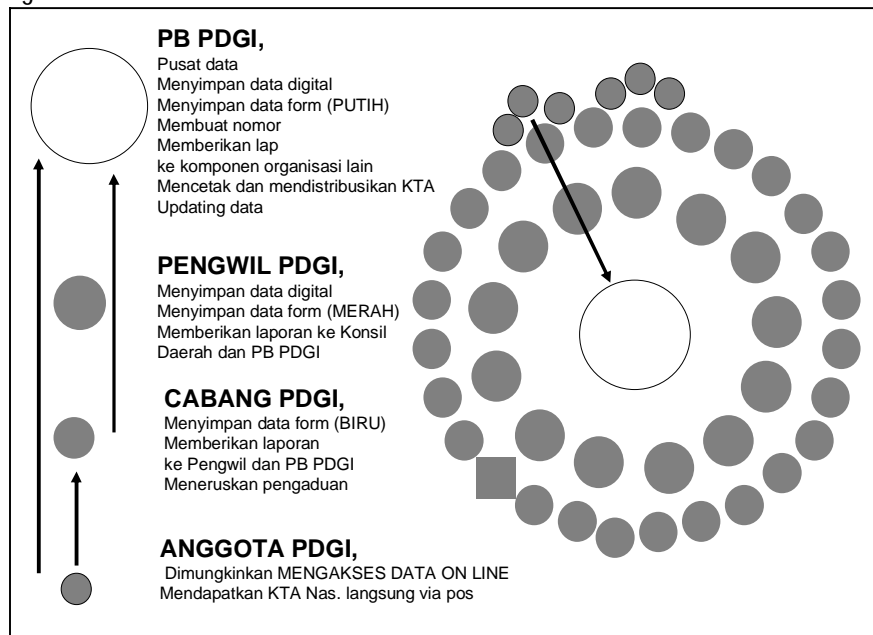 PB PDGI,
Pusat data
Menyimpan data digital
Menyimpan data form (PUTIH)
Membuat nomor
Memberikan lap
ke komponen organisasi lain
Mencetak dan mendistribusikan KTA
Updating data
PENGWIL PDGI,
Menyimpan data digital
Menyimpan data form (MERAH)
Memberikan laporan ke Konsil
Daerah dan PB PDGI
CABANG PDGI,
Menyimpan data form (BIRU)
Memberikan laporan
ke Pengwil dan PB PDGI
Meneruskan pengaduan
ANGGOTA PDGI,
Dimungkinkan MENGAKSES DATA ON LINE
Mendapatkan KTA Nas. langsung via pos